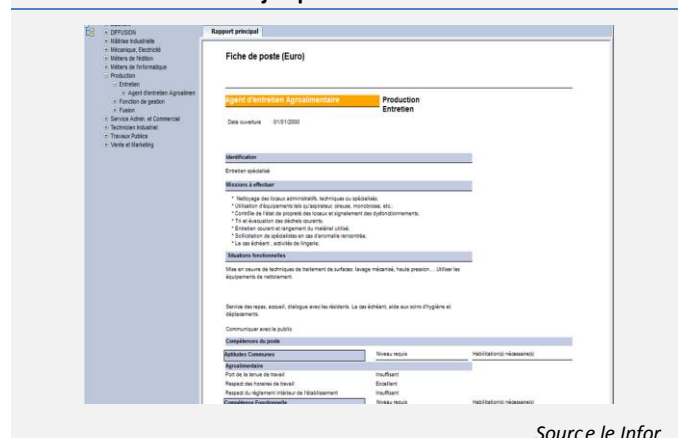 DIFFUSION
Maîtrise Industrielle
Mécanique, Electricité
Métiers de l'édition
Métiers de l'informatique
Production
Entretien
Agent d'entretien Agroalimen
Fonction de gestion
Fusion
Service Admin. et Commercial
Technicien Industriel
Travaux Publics
Vente et Marketing
Rapport principal
Fiche de poste (Euro)
Agent d'entretien Agroalimentaire
Production
Entretien
Date ouverture 01/01/2000
Identification
Entretien spécialisé
Missions à effectuer
* Nettoyage des locaux administratifs, techniques ou spécialisés;
* Utilisation d'équipements tels qu'aspirateur, cireuse, monobrosse, etc.;
* Contrôle de l'état de propreté des locaux et signalement des dysfonctionnements;
* Tri et évacuation des déchets courants;
* Entretien courant et rangement du matériel utilisé;
* Sollicitation de spécialistes en cas d'anomalie rencontrée;
* Le cas échéant, activités de lingerie.
Situations fonctionnelles
Mise en oeuvre de techniques de traitement de surfaces: lavage mécanisé, haute pression.... Utiliser les
équipements de nettoiement.
Service des repas, accueil, dialogue avec les résidents. Le cas échéant, aide aux soins d'hygiène et
déplacements.
Communiquer avec le public
Compétences du poste
Aptitudes Communes Niveau requis Habilitation(s) nécessaire(s)
Agroalimentaire
Port de la tenue de travail Insuffisant
Respect des horaires de travail Excellent
Respect du règlement intérieur de l'établissement Insuffisant
Compétence Fonctionnelle Niveau requis Habilitation(s) nécessaire(s)
Source le Infor